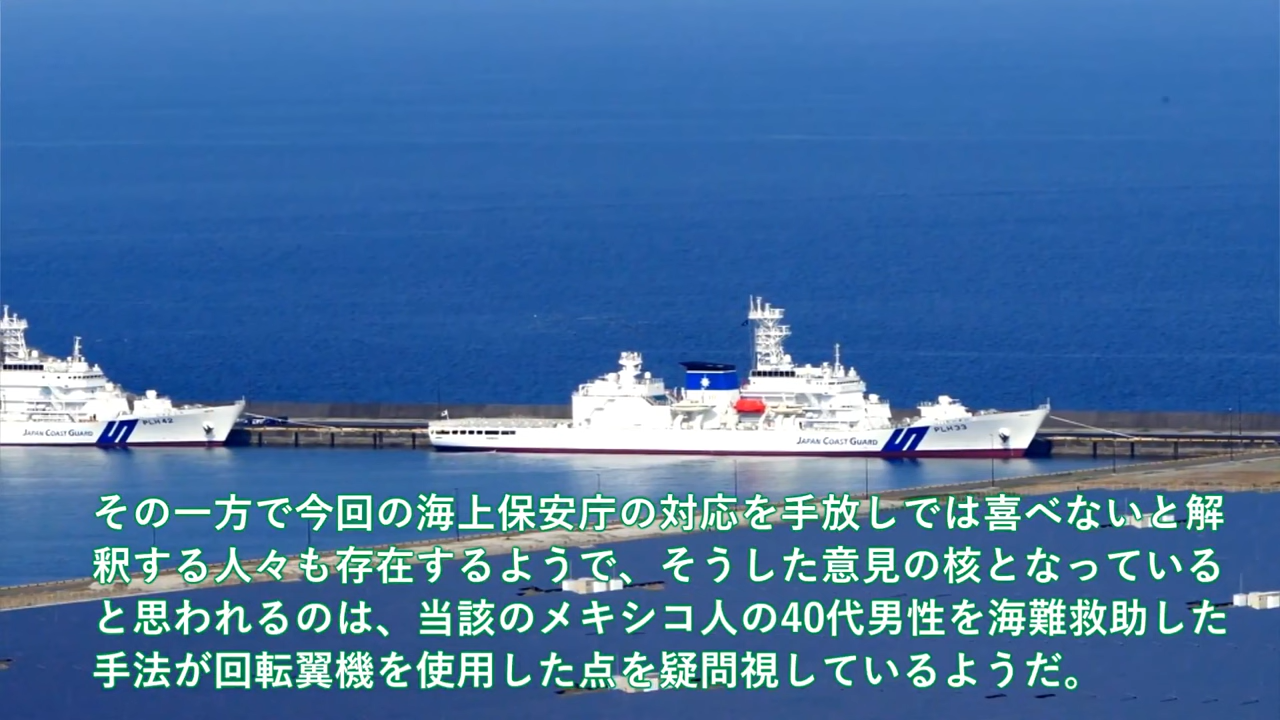 JAPAN COAST GUARD
PLH 42
JAPAN COAST GUARD
PLH 33
その一方で今回の海上保安庁の対応を手放しでは喜べないと解
釈する人々も存在するようで、そうした意見の核となっている
と思われるのは、当該のメキシコ人の40代男性を海難救助した
手法が回転翼機を使用した点を疑問視しているようだ。